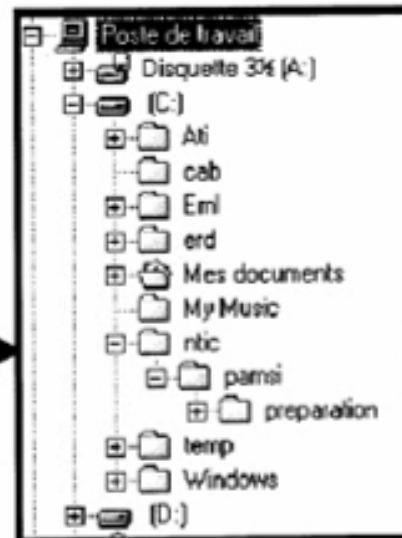 Poste de travail
Disquette 3½ (A:)
(C:)
Ati
cab
Eml
erd
Mes documents
My Music
ntic
pamsi
preparation
temp
Windows
(D:)